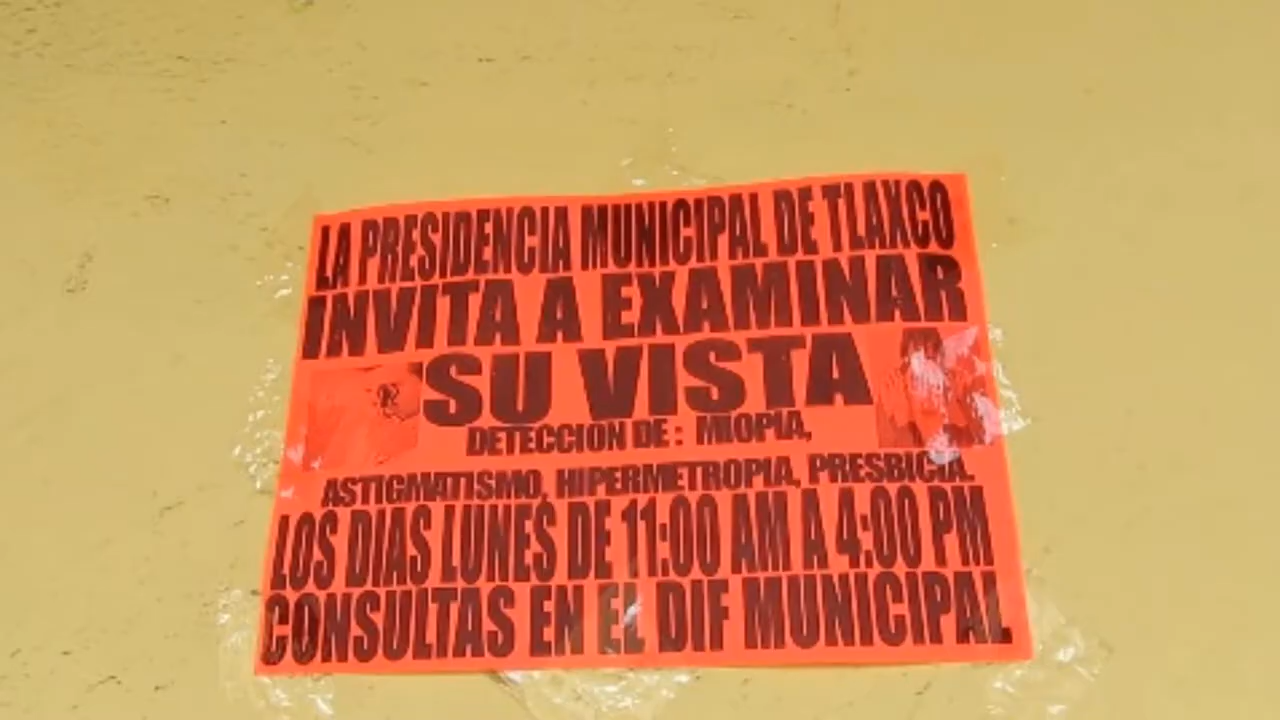 LA PRESIDENCIA MUNICIPAL DE TLAXCO
INVITA A EXAMINAR
SU VISTA
DETECCION DE : MIOPIA,
ASTIGMATISMO, HIPERMETROPIA, PRESBICIA.
LOS DIAS LUNES DE 11:00 AM A 4:00 PM
CONSULTAS EN EL DIF MUNICIPAL